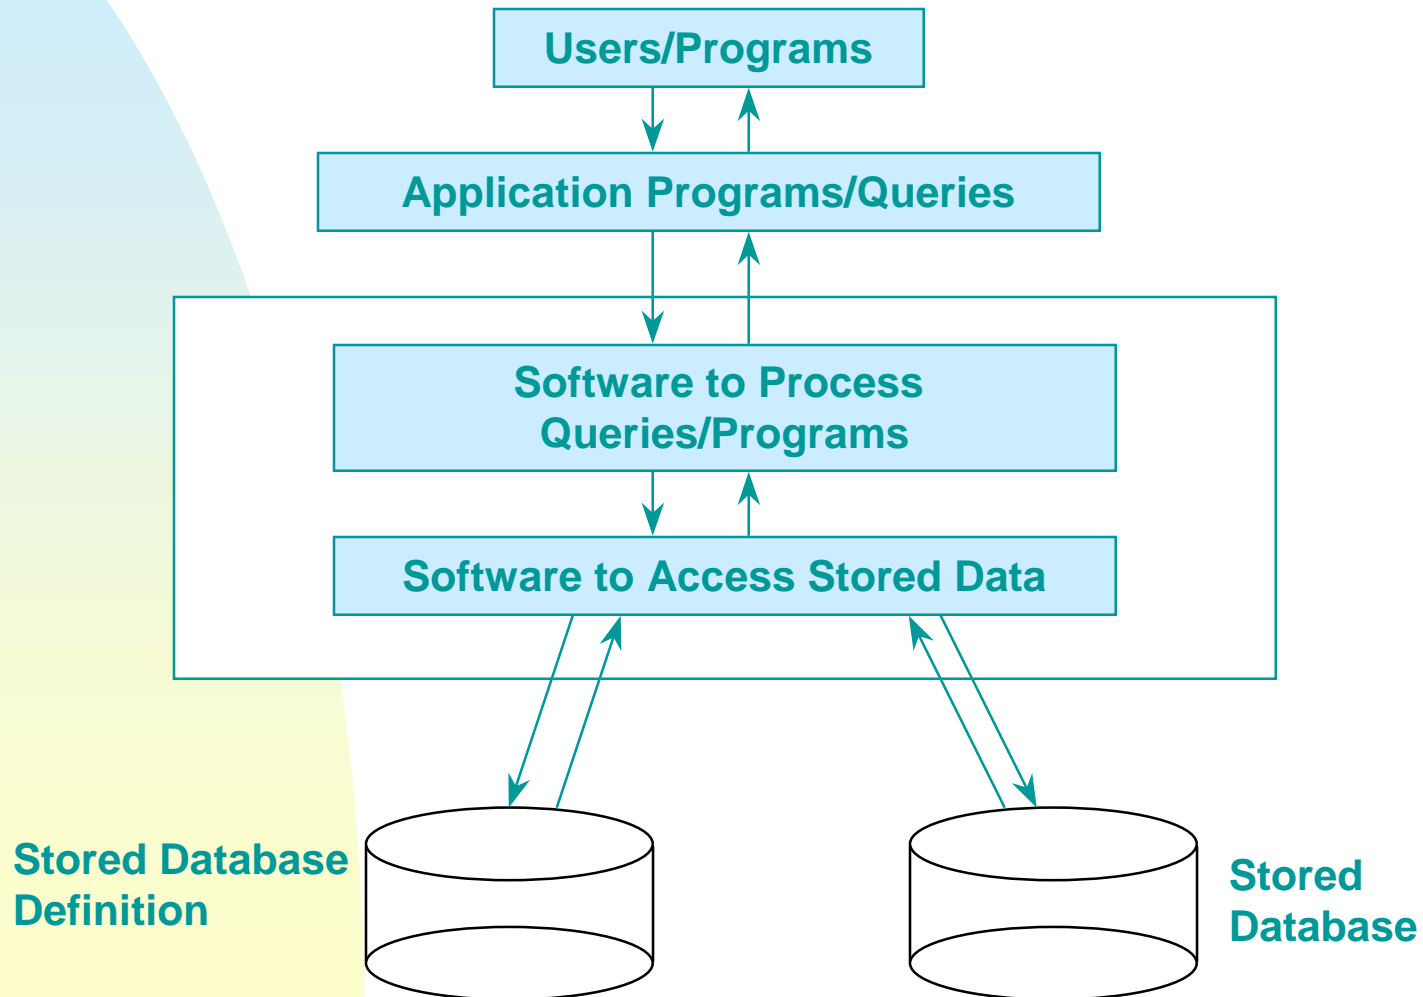 Users/Programs
Application Programs/Queries
Software to Process
Queries/Programs
Software to Access Stored Data
Stored Database
Definition
Stored
Database